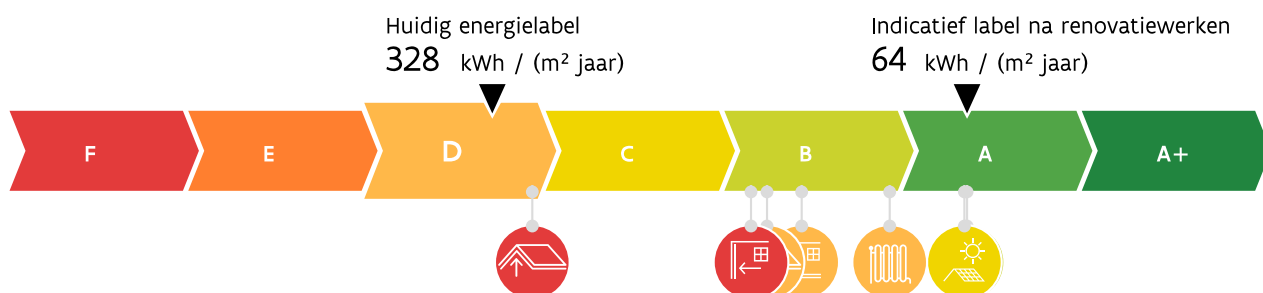 Huidig energielabel
328 kWh / (m² jaar)
Indicatief label na renovatiewerken
64 kWh / (m² jaar)
F E D C B A A+